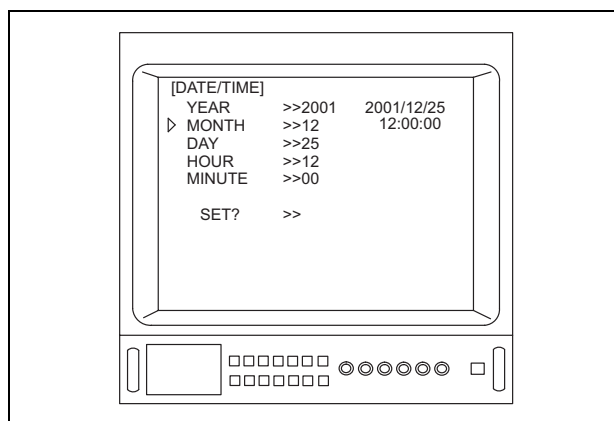 [DATE/TIME]
YEAR >>2001 2001/12/25
▷ MONTH >>12 12:00:00
DAY >>25
HOUR >>12
MINUTE >>00
SET? >>